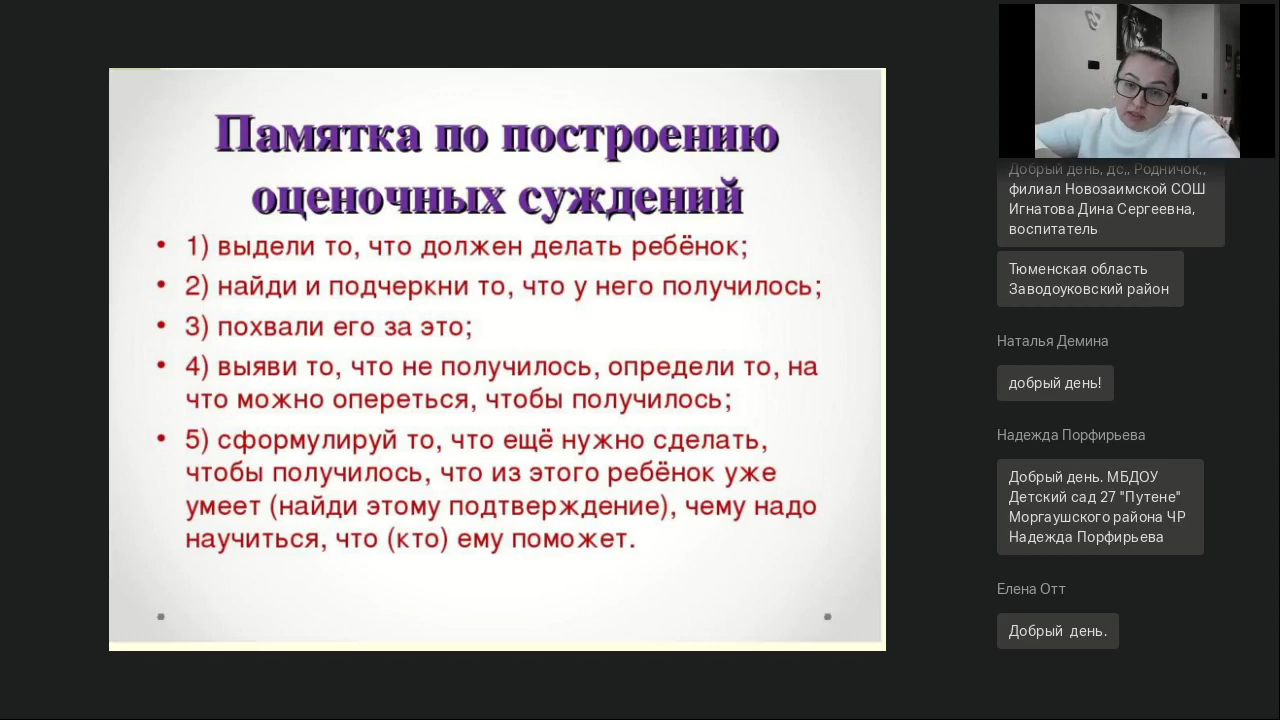 Памятка по построению
оценочных суждений
• 1) выдели то, что должен делать ребёнок;
• 2) найди и подчеркни то, что у него получилось;
• 3) похвали его за это;
• 4) выяви то, что не получилось, определи то, на
что можно опереться, чтобы получилось;
• 5) сформулируй то, что ещё нужно сделать,
чтобы получилось, что из этого ребёнок уже
умеет (найди этому подтверждение), чему надо
научиться, что (кто) ему поможет.
Добрый день, дс,, Родничок,,
филиал Новозаимской СОШ
Игнатова Дина Сергеевна,
воспитатель
Тюменская область
Заводоуковский район
Наталья Демина
добрый день!
Надежда Порфирьева
Добрый день. МБДОУ
Детский сад 27 "Путене"
Моргаушского района ЧР
Надежда Порфирьева
Елена Отт
Добрый  день.